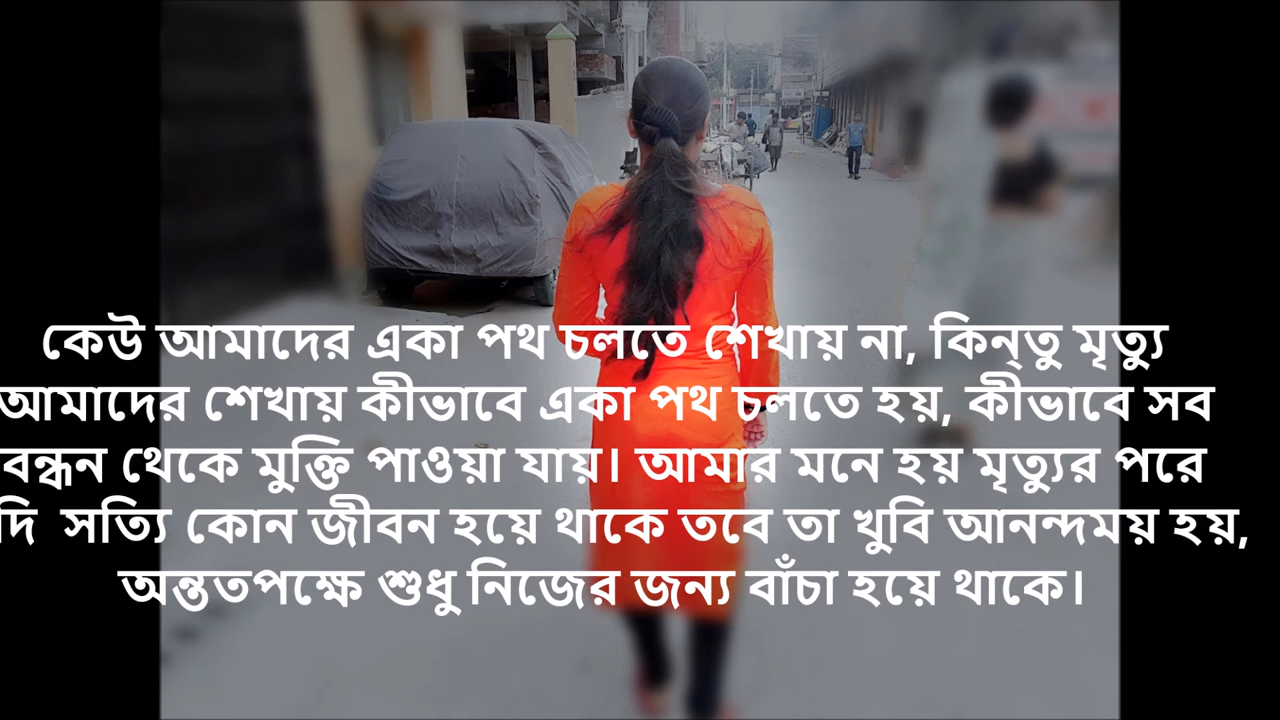 কেউ আমাদের একা পথ চলতে শেখায় না, কিন্তু মৃত্যু
আমাদের শেখায় কীভাবে একা পথ চলতে হয়, কীভাবে সব
বন্ধন থেকে মুক্তি পাওয়া যায়। আমার মনে হয় মৃত্যুর পরে
দি সত্যি কোন জীবন হয়ে থাকে তবে তা খুবি আনন্দময় হয়,
অন্ততপক্ষে শুধু নিজের জন্য বাঁচা হয়ে থাকে।